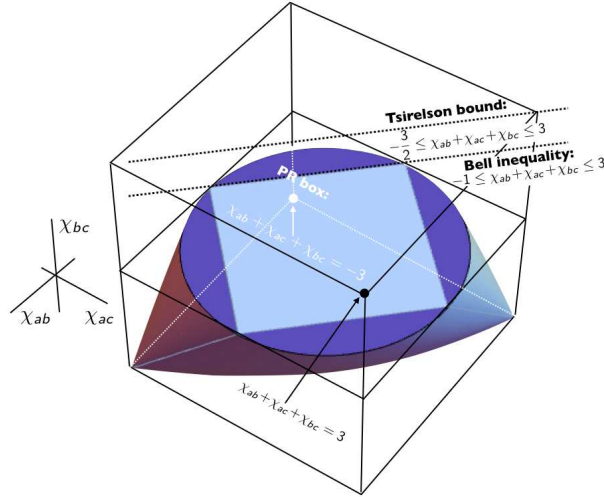 Tsirelson bound:
−3/2 ≤ χab + χac + χbc ≤ 3
Bell inequality:
−1 ≤ χab + χac + χbc ≤ 3
PR box:
χab + χac + χbc = −3
χbc
χab
χac
χab + χac + χbc = 3